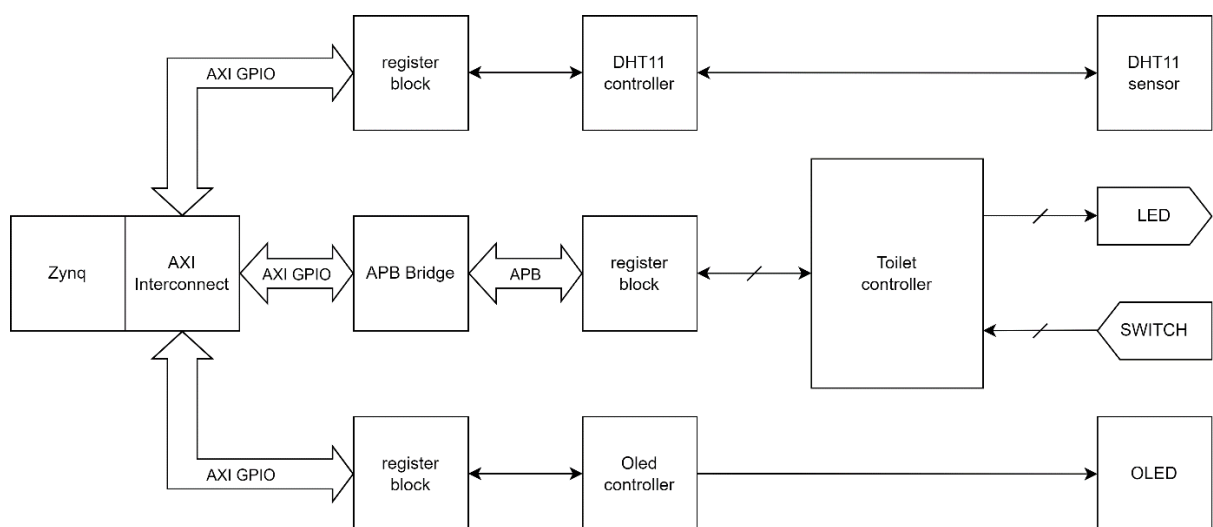 AXI GPIO
register
block
DHT11
controller
DHT11
sensor
Zynq
AXI
Interconnect
AXI GPIO
APB Bridge
APB
register
block
Toilet
controller
LED
SWITCH
AXI GPIO
register
block
Oled
controller
OLED